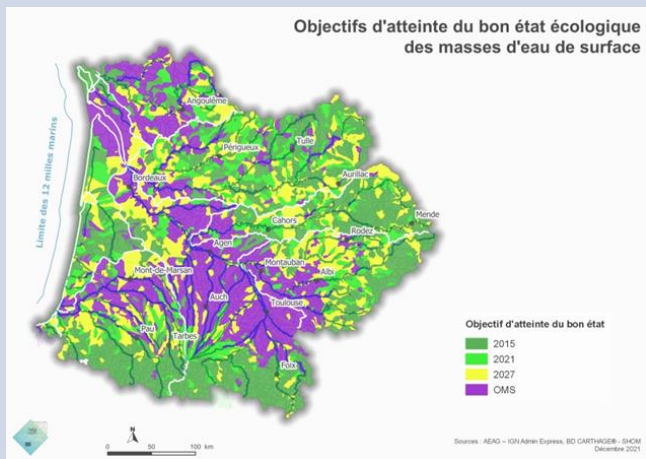 Objectifs d'atteinte du bon état écologique
des masses d'eau de surface
Limite des 12 milles marins
Angoulême
Périgueux
Tulle
Bordeaux
Aurillac
Cahors
Mende
Rodez
Agen
Mont-de-Marsan
Montauban
Albi
Auch
Toulouse
Pau
Tarbes
Foix
Objectif d'atteinte du bon état
2015
2021
2027
OMS
N
0 50 100 km
Sources : AEAG – IGN Admin Express, BD CARTHAGE® - SHOM
Décembre 2021